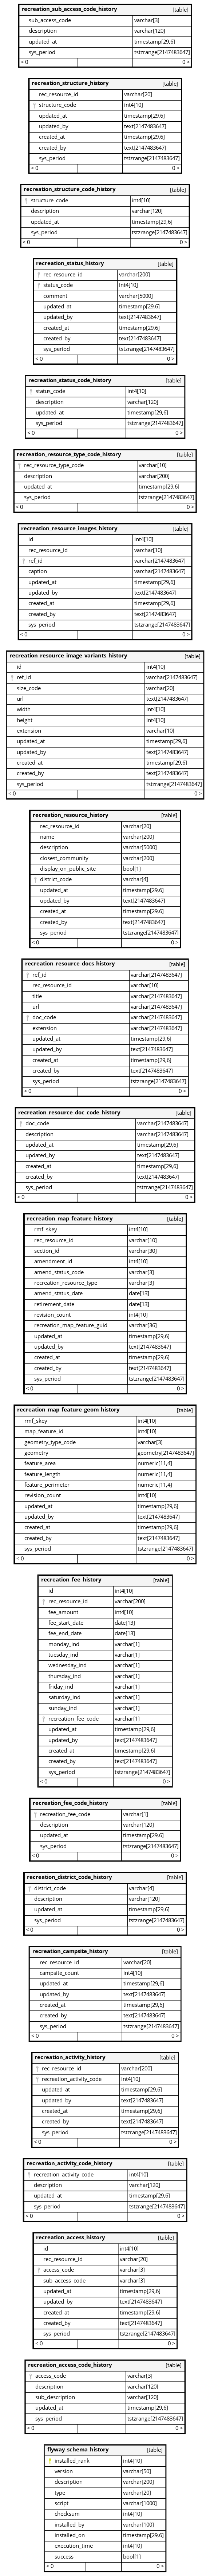 recreation_sub_access_code_history [table]
sub_access_code varchar[3]
description varchar[120]
updated_at timestamp[29,6]
sys_period tstzrange[2147483647]
< 0 0 >
recreation_structure_history [table]
rec_resource_id varchar[20]
structure_code int4[10]
updated_at timestamp[29,6]
updated_by text[2147483647]
created_at timestamp[29,6]
created_by text[2147483647]
sys_period tstzrange[2147483647]
< 0 0 >
recreation_structure_code_history [table]
structure_code int4[10]
description varchar[120]
updated_at timestamp[29,6]
sys_period tstzrange[2147483647]
< 0 0 >
recreation_status_history [table]
rec_resource_id varchar[200]
status_code int4[10]
comment varchar[5000]
updated_at timestamp[29,6]
updated_by text[2147483647]
created_at timestamp[29,6]
created_by text[2147483647]
sys_period tstzrange[2147483647]
< 0 0 >
recreation_status_code_history [table]
status_code int4[10]
description varchar[120]
updated_at timestamp[29,6]
sys_period tstzrange[2147483647]
< 0 0 >
recreation_resource_type_code_history [table]
rec_resource_type_code varchar[10]
description varchar[200]
updated_at timestamp[29,6]
sys_period tstzrange[2147483647]
< 0 0 >
recreation_resource_images_history [table]
id int4[10]
rec_resource_id varchar[10]
ref_id varchar[2147483647]
caption varchar[2147483647]
updated_at timestamp[29,6]
updated_by text[2147483647]
created_at timestamp[29,6]
created_by text[2147483647]
sys_period tstzrange[2147483647]
< 0 0 >
recreation_resource_image_variants_history [table]
id int4[10]
ref_id varchar[2147483647]
size_code varchar[20]
url text[2147483647]
width int4[10]
height int4[10]
extension varchar[10]
updated_at timestamp[29,6]
updated_by text[2147483647]
created_at timestamp[29,6]
created_by text[2147483647]
sys_period tstzrange[2147483647]
< 0 0 >
recreation_resource_history [table]
rec_resource_id varchar[20]
name varchar[200]
description varchar[5000]
closest_community varchar[200]
display_on_public_site bool[1]
district_code varchar[4]
updated_at timestamp[29,6]
updated_by text[2147483647]
created_at timestamp[29,6]
created_by text[2147483647]
sys_period tstzrange[2147483647]
< 0 0 >
recreation_resource_docs_history [table]
ref_id varchar[2147483647]
rec_resource_id varchar[10]
title varchar[2147483647]
url varchar[2147483647]
doc_code varchar[2147483647]
extension varchar[2147483647]
updated_at timestamp[29,6]
updated_by text[2147483647]
created_at timestamp[29,6]
created_by text[2147483647]
sys_period tstzrange[2147483647]
< 0 0 >
recreation_resource_doc_code_history [table]
doc_code varchar[2147483647]
description varchar[2147483647]
updated_at timestamp[29,6]
updated_by text[2147483647]
created_at timestamp[29,6]
created_by text[2147483647]
sys_period tstzrange[2147483647]
< 0 0 >
recreation_map_feature_history [table]
rmf_skey int4[10]
rec_resource_id varchar[10]
section_id varchar[30]
amendment_id int4[10]
amend_status_code varchar[3]
recreation_resource_type varchar[3]
amend_status_date date[13]
retirement_date date[13]
revision_count int4[10]
recreation_map_feature_guid varchar[36]
updated_at timestamp[29,6]
updated_by text[2147483647]
created_at timestamp[29,6]
created_by text[2147483647]
sys_period tstzrange[2147483647]
< 0 0 >
recreation_map_feature_geom_history [table]
rmf_skey int4[10]
map_feature_id int4[10]
geometry_type_code varchar[3]
geometry geometry[2147483647]
feature_area numeric[11,4]
feature_length numeric[11,4]
feature_perimeter numeric[11,4]
revision_count int4[10]
updated_at timestamp[29,6]
updated_by text[2147483647]
created_at timestamp[29,6]
created_by text[2147483647]
sys_period tstzrange[2147483647]
< 0 0 >
recreation_fee_history [table]
id int4[10]
rec_resource_id varchar[200]
fee_amount int4[10]
fee_start_date date[13]
fee_end_date date[13]
monday_ind varchar[1]
tuesday_ind varchar[1]
wednesday_ind varchar[1]
thursday_ind varchar[1]
friday_ind varchar[1]
saturday_ind varchar[1]
sunday_ind varchar[1]
recreation_fee_code varchar[1]
updated_at timestamp[29,6]
updated_by text[2147483647]
created_at timestamp[29,6]
created_by text[2147483647]
sys_period tstzrange[2147483647]
< 0 0 >
recreation_fee_code_history [table]
recreation_fee_code varchar[1]
description varchar[120]
updated_at timestamp[29,6]
sys_period tstzrange[2147483647]
< 0 0 >
recreation_district_code_history [table]
district_code varchar[4]
description varchar[120]
updated_at timestamp[29,6]
sys_period tstzrange[2147483647]
< 0 0 >
recreation_campsite_history [table]
rec_resource_id varchar[20]
campsite_count int4[10]
updated_at timestamp[29,6]
updated_by text[2147483647]
created_at timestamp[29,6]
created_by text[2147483647]
sys_period tstzrange[2147483647]
< 0 0 >
recreation_activity_history [table]
rec_resource_id varchar[200]
recreation_activity_code int4[10]
updated_at timestamp[29,6]
updated_by text[2147483647]
created_at timestamp[29,6]
created_by text[2147483647]
sys_period tstzrange[2147483647]
< 0 0 >
recreation_activity_code_history [table]
recreation_activity_code int4[10]
description varchar[120]
updated_at timestamp[29,6]
sys_period tstzrange[2147483647]
< 0 0 >
recreation_access_history [table]
id int4[10]
rec_resource_id varchar[20]
access_code varchar[3]
sub_access_code varchar[3]
updated_at timestamp[29,6]
updated_by text[2147483647]
created_at timestamp[29,6]
created_by text[2147483647]
sys_period tstzrange[2147483647]
< 0 0 >
recreation_access_code_history [table]
access_code varchar[3]
description varchar[120]
sub_description varchar[120]
updated_at timestamp[29,6]
sys_period tstzrange[2147483647]
< 0 0 >
flyway_schema_history [table]
installed_rank int4[10]
version varchar[50]
description varchar[200]
type varchar[20]
script varchar[1000]
checksum int4[10]
installed_by varchar[100]
installed_on timestamp[29,6]
execution_time int4[10]
success bool[1]
< 0 0 >